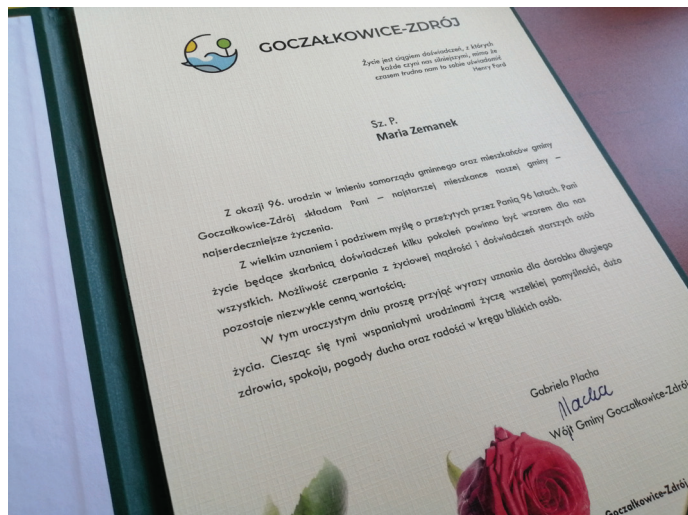 GOCZAŁKOWICE-ZDRÓJ
Życie jest ciągiem doświadczeń, z których
każde czyni nas silniejszymi, mimo że
czasem trudno nam to sobie uświadomić
Henry Ford
Sz. P.
Maria Zemanek
Z okazji 96. urodzin w imieniu samorządu gminnego oraz mieszkańców gminy
Goczałkowice-Zdrój składam Pani – najstarszej mieszkance naszej gminy –
najserdeczniejsze życzenia.
Z wielkim uznaniem i podziwem myślę o przeżytych przez Panią 96 latach. Pani
życie będące skarbnicą doświadczeń kilku pokoleń powinno być wzorem dla nas
wszystkich. Możliwość czerpania z życiowej mądrości i doświadczeń starszych osób
pozostaje niezwykle cenną wartością.
W tym uroczystym dniu proszę przyjąć wyrazy uznania dla dorobku długiego
życia. Ciesząc się tymi wspaniałymi urodzinami życzę wszelkiej pomyślności, dużo
zdrowia, spokoju, pogody ducha oraz radości w kręgu bliskich osób.
Gabriela Placha
Placha
Wójt Gminy Goczałkowice-Zdrój
Goczałkowice-Zdrój